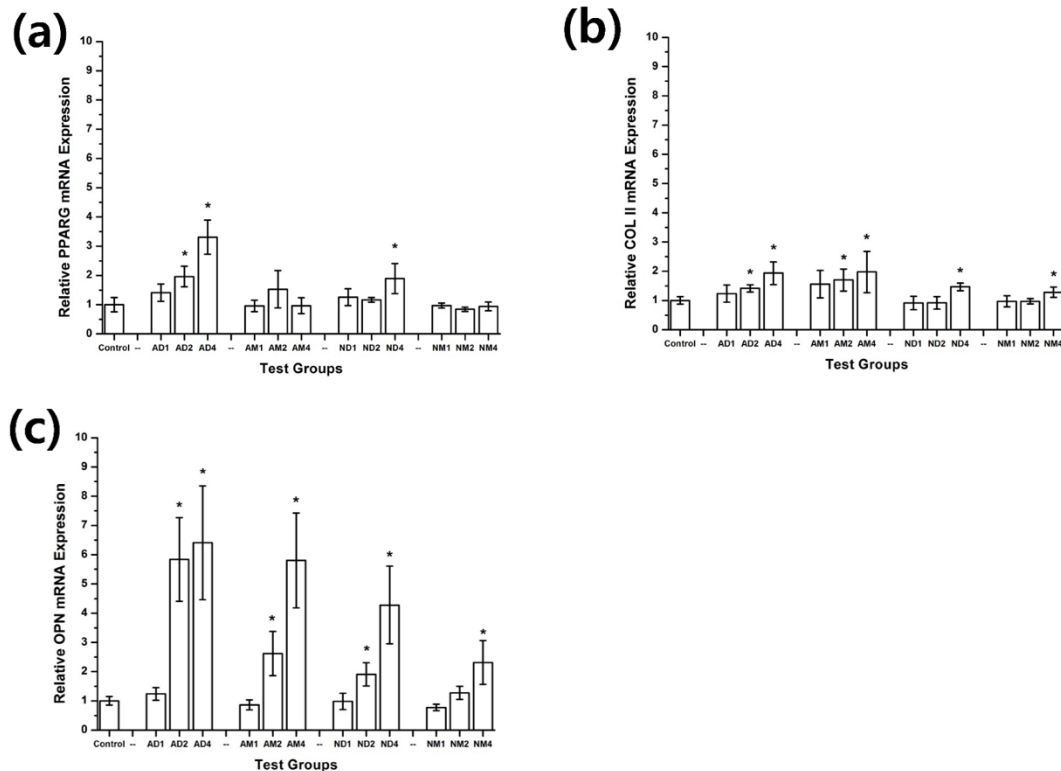 (a)
Relative PPARG mRNA Expression
10
9
8
7
6
5
4
3
2
1
0
* * *
Control -- AD1 AD2 AD4 -- AM1 AM2 AM4 -- ND1 ND2 ND4 -- NM1 NM2 NM4
Test Groups
(b)
Relative COL II mRNA Expression
10
9
8
7
6
5
4
3
2
1
0
* * * * * *
Control -- AD1 AD2 AD4 -- AM1 AM2 AM4 -- ND1 ND2 ND4 -- NM1 NM2 NM4
Test Groups
(c)
Relative OPN mRNA Expression
10
9
8
7
6
5
4
3
2
1
0
* * * * * * *
Control -- AD1 AD2 AD4 -- AM1 AM2 AM4 -- ND1 ND2 ND4 -- NM1 NM2 NM4
Test Groups